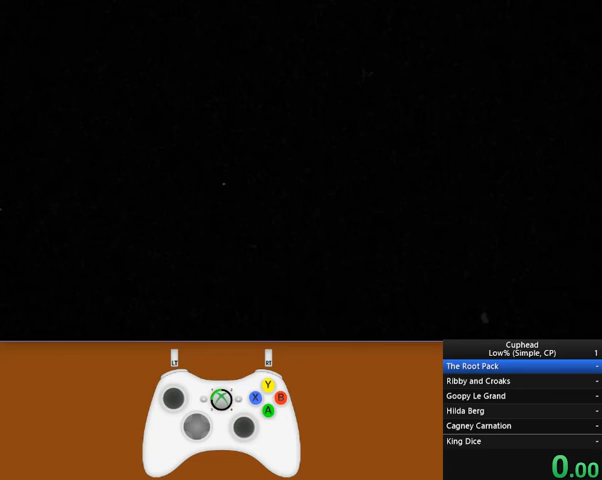 LT RT
Y
X B
A
Cuphead
Low% (Simple, CP) 1
The Root Pack -
Ribby and Croaks -
Goopy Le Grand -
Hilda Berg -
Cagney Carnation -
King Dice -
0.00